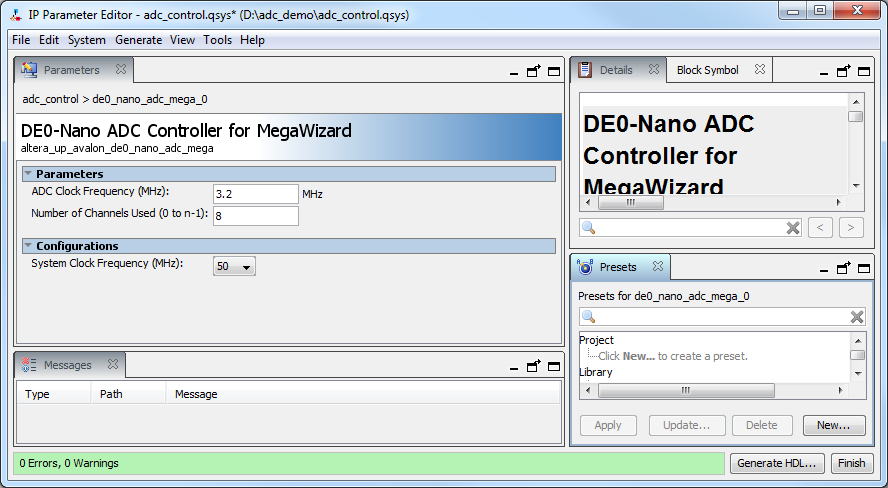 IP Parameter Editor - adc_control.qsys* (D:\adc_demo\adc_control.qsys)
File Edit System Generate View Tools Help
Parameters
adc_control > de0_nano_adc_mega_0
DE0-Nano ADC Controller for MegaWizard
altera_up_avalon_de0_nano_adc_mega
Parameters
ADC Clock Frequency (MHz): 3.2 MHz
Number of Channels Used (0 to n-1): 8
Configurations
System Clock Frequency (MHz): 50
Messages
Type Path Message
Details Block Symbol
DE0-Nano ADC
Controller for
MegaWizard
< >
Presets
Presets for de0_nano_adc_mega_0
Project
Click New... to create a preset.
Library
Apply Update... Delete New...
0 Errors, 0 Warnings
Generate HDL... Finish